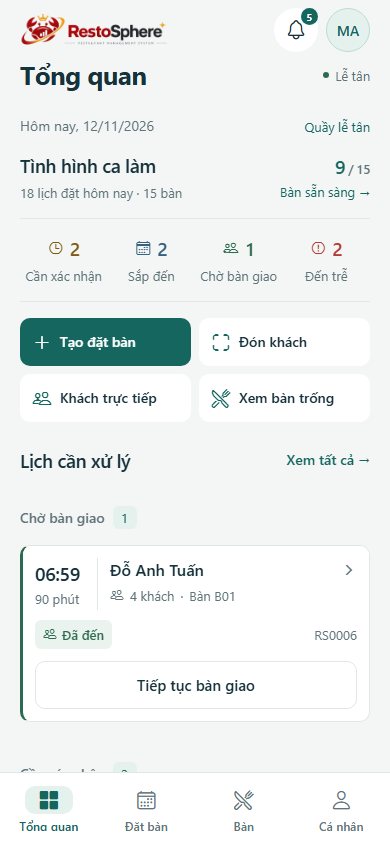 RestoSphere
RESTAURANT MANAGEMENT SYSTEM
5
MA
Tổng quan
Lễ tân
Hôm nay, 12/11/2026
Quầy lễ tân
Tình hình ca làm
9 / 15
18 lịch đặt hôm nay · 15 bàn
Bàn sẵn sàng →
2
2
1
2
Cần xác nhận
Sắp đến
Chờ bàn giao
Đến trễ
Tạo đặt bàn
Đón khách
Khách trực tiếp
Xem bàn trống
Lịch cần xử lý
Xem tất cả →
Chờ bàn giao 1
06:59
Đỗ Anh Tuấn
90 phút
4 khách · Bàn B01
Đã đến
RS0006
Tiếp tục bàn giao
Tổng quan
Đặt bàn
Bàn
Cá nhân